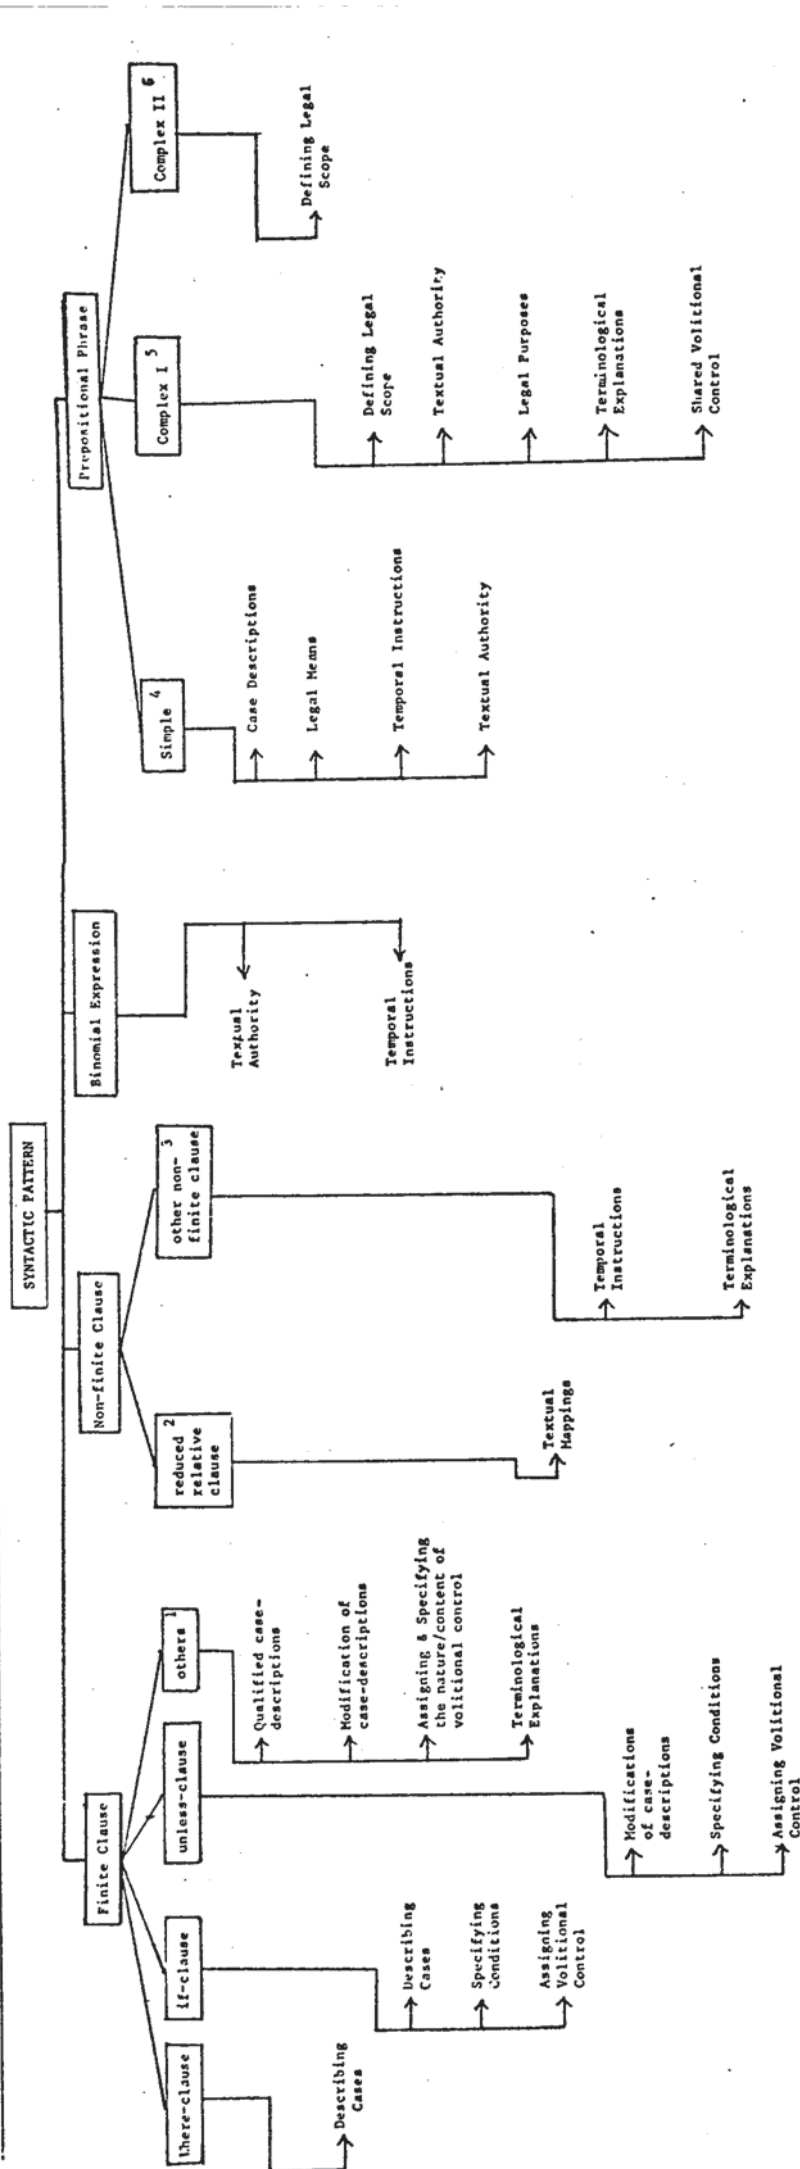 SYNTACTIC PATTERN
Finite Clause
Non-finite Clause
Binomial Expression
Prepositional Phrase
where-clause
if-clause
unless-clause
others 1
reduced 2
relative
clause
other non- 3
finite clause
Simple 4
Complex I 5
Complex II 6
Describing
Cases
Describing
Cases
Specifying
Conditions
Assigning
Volitional
Control
Modifications
of case-
descriptions
Specifying Conditions
Assigning Volitional
Control
Qualified case-
descriptions
Modification of
case-descriptions
Assigning & Specifying
the nature/content of
volitional control
Terminological
Explanations
Textual
Mappings
Temporal
Instructions
Terminological
Explanations
Textual
Authority
Temporal
Instructions
Case Descriptions
Legal Means
Temporal Instructions
Textual Authority
Defining Legal
Scope
Textual Authority
Legal Purposes
Terminological
Explanations
Shared Volitional
Control
Defining Legal
Scope